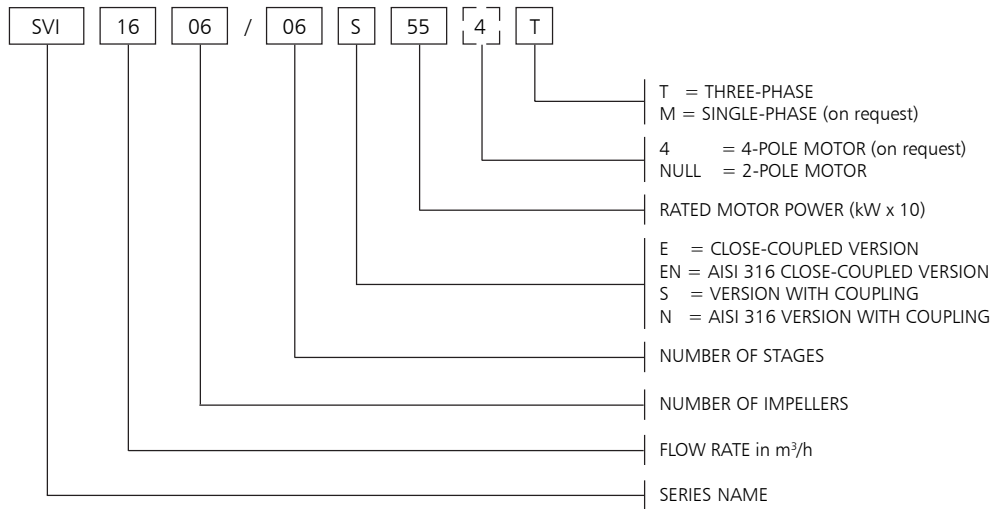 SVI 16 06 / 06 S 55 4 T
T = THREE-PHASE
M = SINGLE-PHASE (on request)
4 = 4-POLE MOTOR (on request)
NULL = 2-POLE MOTOR
RATED MOTOR POWER (kW x 10)
E = CLOSE-COUPLED VERSION
EN = AISI 316 CLOSE-COUPLED VERSION
S = VERSION WITH COUPLING
N = AISI 316 VERSION WITH COUPLING
NUMBER OF STAGES
NUMBER OF IMPELLERS
FLOW RATE in m³/h
SERIES NAME